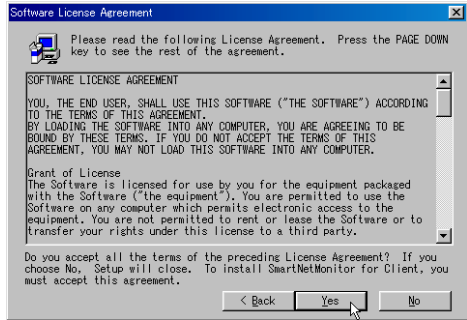 Software License Agreement
Please read the following License Agreement. Press the PAGE DOWN
key to see the rest of the agreement.
SOFTWARE LICENSE AGREEMENT
YOU, THE END USER, SHALL USE THIS SOFTWARE ("THE SOFTWARE") ACCORDING
TO THE TERMS OF THIS AGREEMENT.
BY LOADING THE SOFTWARE INTO ANY COMPUTER, YOU ARE AGREEING TO BE
BOUND BY THESE TERMS. IF YOU DO NOT ACCEPT THE TERMS OF THIS
AGREEMENT, YOU MAY NOT LOAD THIS SOFTWARE INTO ANY COMPUTER.
Grant of License
The Software is licensed for use by you for the equipment packaged
with the Software ("the equipment"). You are permitted to use the
Software on any computer which permits electronic access to the
equipment. You are not permitted to rent or lease the Software or to
transfer your rights under this license to a third party.
Do you accept all the terms of the preceding License Agreement? If you
choose No, Setup will close. To install SmartNetMonitor for Client, you
must accept this agreement.
< Back Yes No